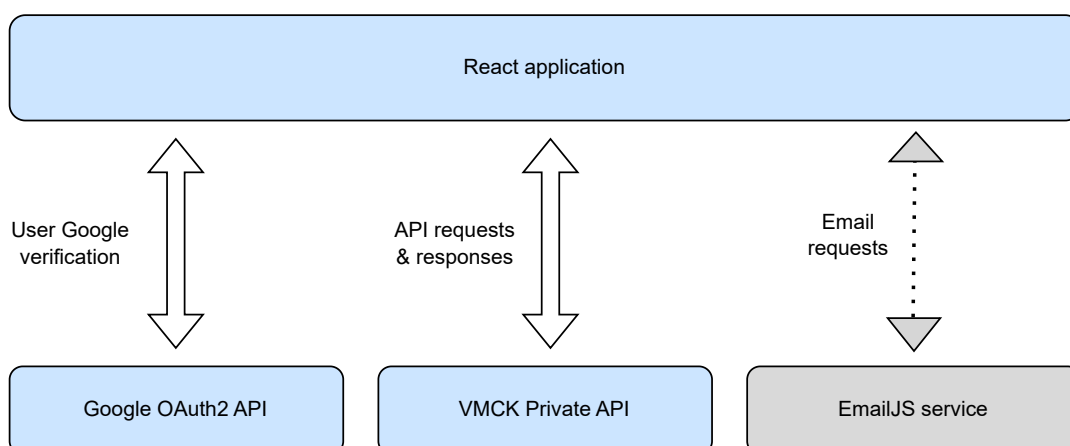 React application
User Google
verification
API requests
& responses
Email
requests
Google OAuth2 API
VMCK Private API
EmailJS service